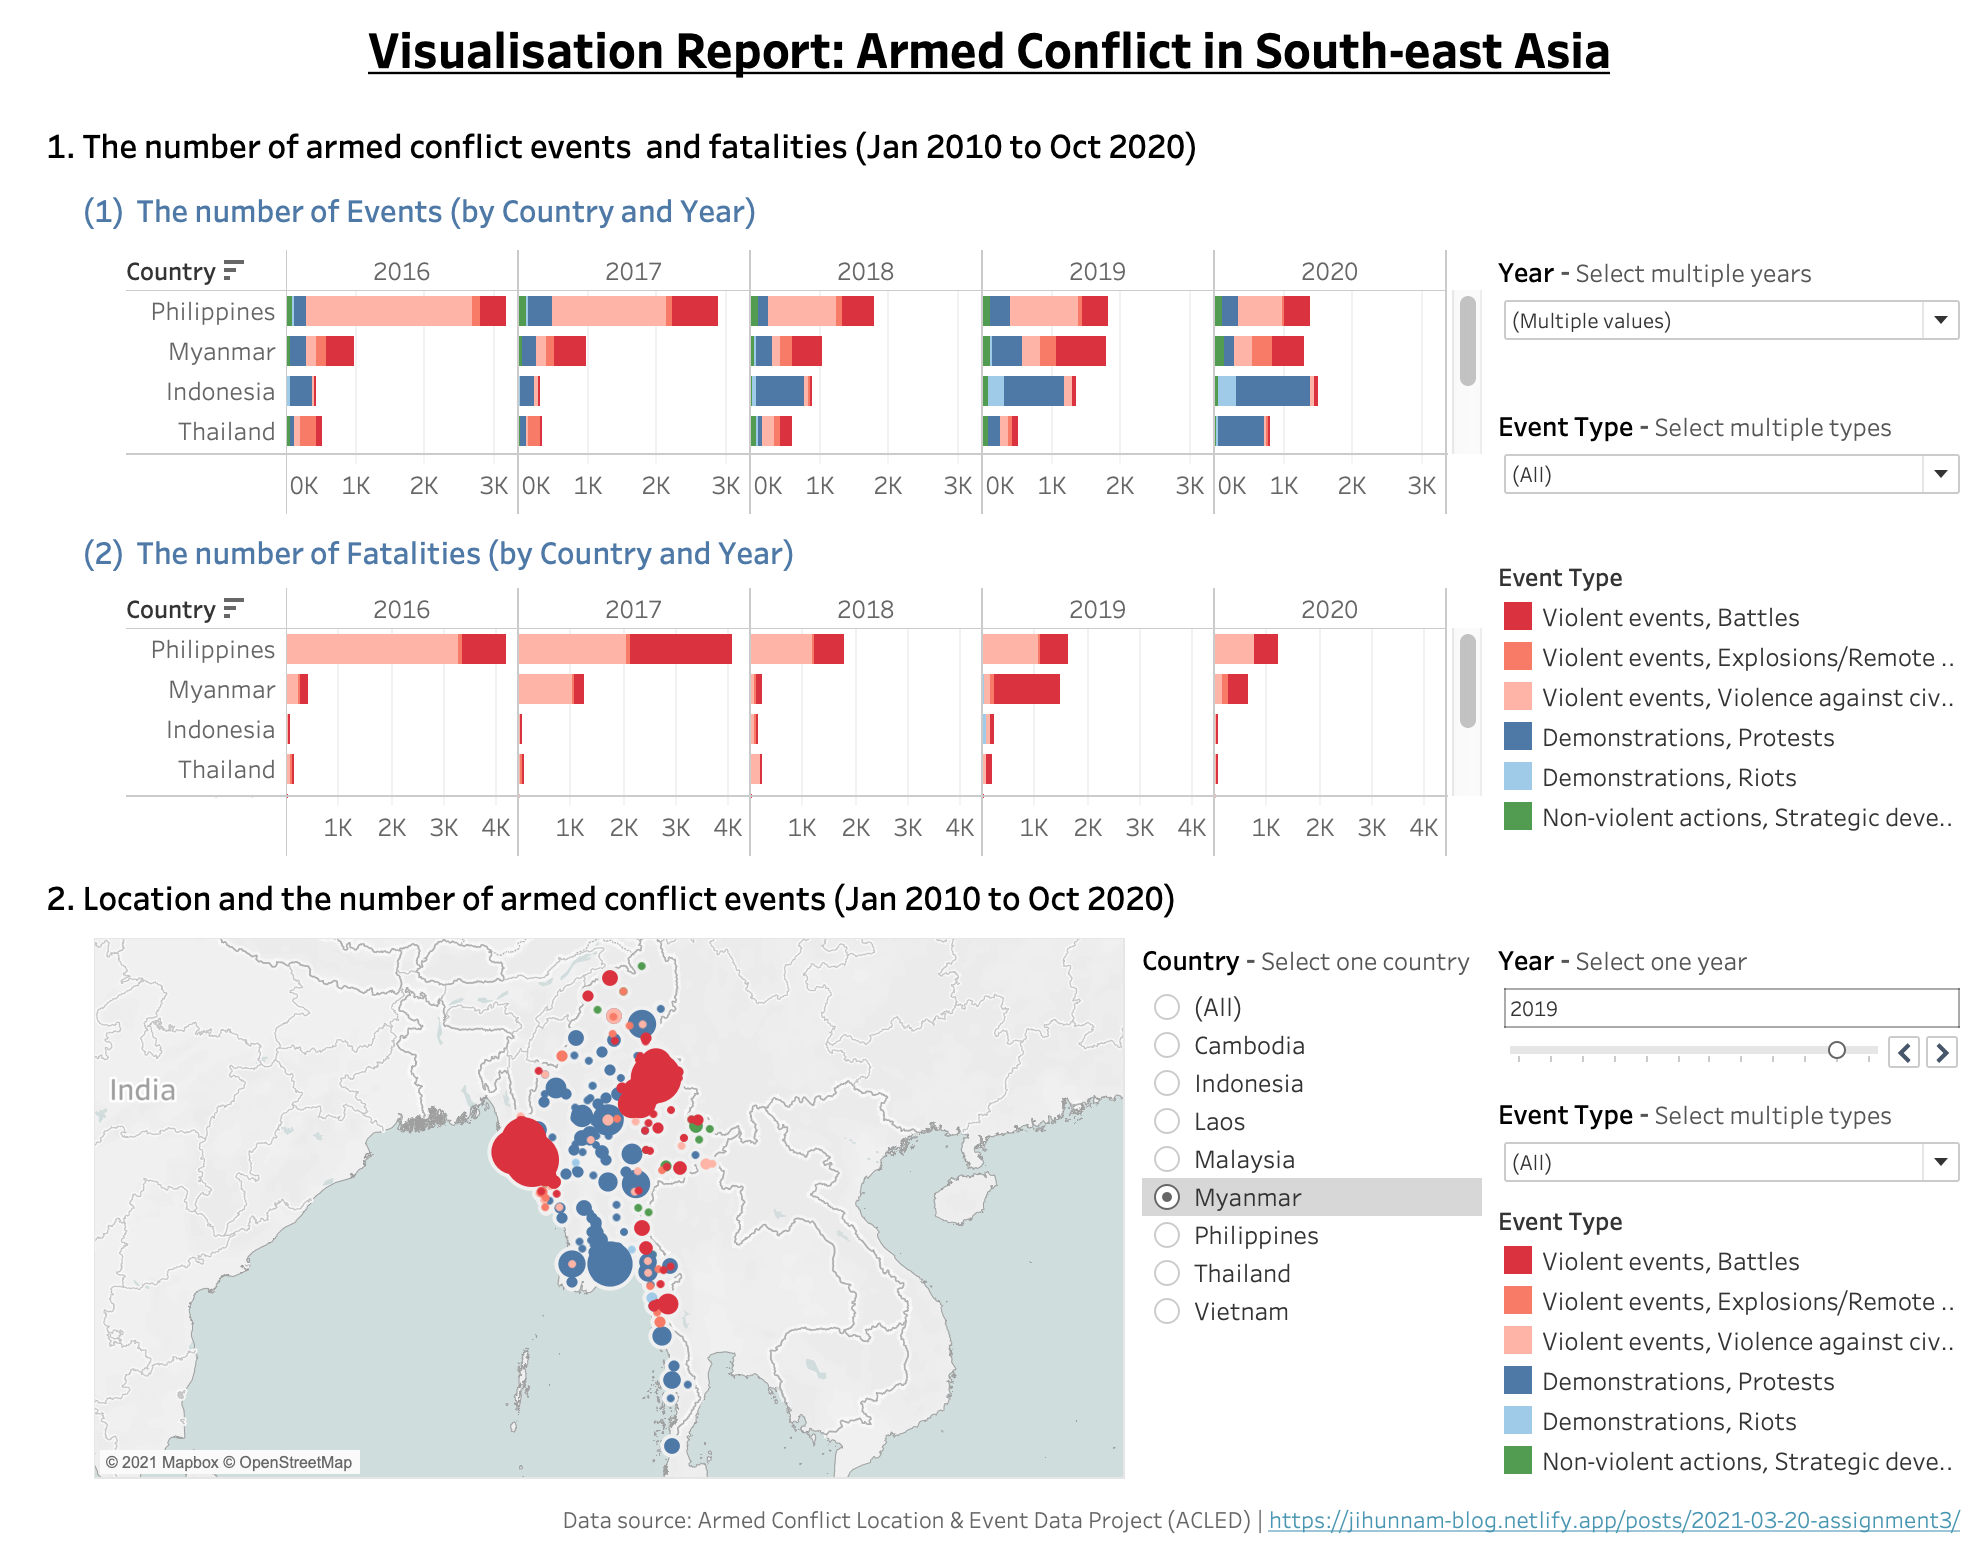 Visualisation Report: Armed Conflict in South-east Asia
1. The number of armed conflict events and fatalities (Jan 2010 to Oct 2020)
(1) The number of Events (by Country and Year)
Country 2016 2017 2018 2019 2020
Philippines
Myanmar
Indonesia
Thailand
0K 1K 2K 3K 0K 1K 2K 3K 0K 1K 2K 3K 0K 1K 2K 3K 0K 1K 2K 3K
Year - Select multiple years
(Multiple values)
Event Type - Select multiple types
(All)
(2) The number of Fatalities (by Country and Year)
Country 2016 2017 2018 2019 2020
Philippines
Myanmar
Indonesia
Thailand
1K 2K 3K 4K 1K 2K 3K 4K 1K 2K 3K 4K 1K 2K 3K 4K 1K 2K 3K 4K
Event Type
Violent events, Battles
Violent events, Explosions/Remote ..
Violent events, Violence against civ..
Demonstrations, Protests
Demonstrations, Riots
Non-violent actions, Strategic deve..
2. Location and the number of armed conflict events (Jan 2010 to Oct 2020)
India
© 2021 Mapbox © OpenStreetMap
Country - Select one country
(All)
Cambodia
Indonesia
Laos
Malaysia
Myanmar
Philippines
Thailand
Vietnam
Year - Select one year
2019
Event Type - Select multiple types
(All)
Event Type
Violent events, Battles
Violent events, Explosions/Remote ..
Violent events, Violence against civ..
Demonstrations, Protests
Demonstrations, Riots
Non-violent actions, Strategic deve..
Data source: Armed Conflict Location & Event Data Project (ACLED) | https://jihunnam-blog.netlify.app/posts/2021-03-20-assignment3/